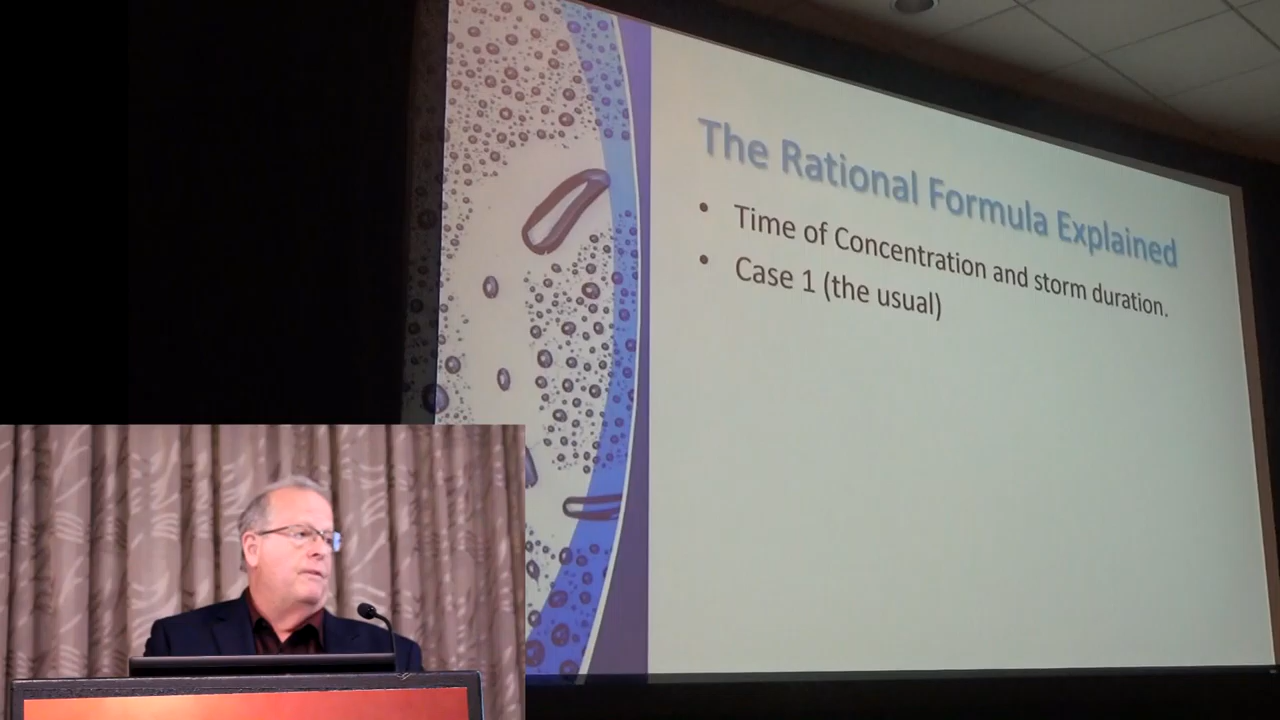 The Rational Formula Explained
• Time of Concentration and storm duration.
• Case 1 (the usual)